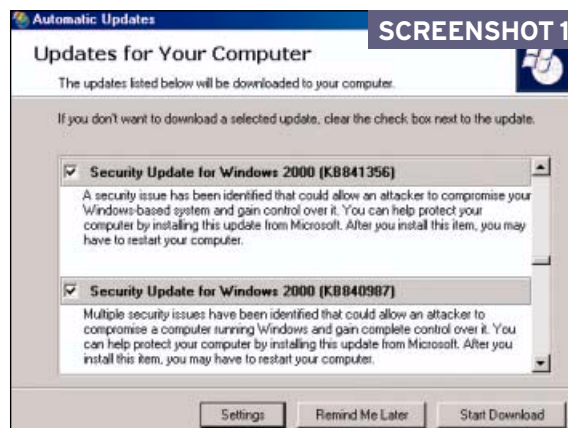 Automatic Updates
SCREENSHOT 1
Updates for Your Computer
The updates listed below will be downloaded to your computer.
If you don't want to download a selected update, clear the check box next to the update.
Security Update for Windows 2000 (KB841356)
A security issue has been identified that could allow an attacker to compromise your
Windows-based system and gain control over it. You can help protect your
computer by installing this update from Microsoft. After you install this item, you may
have to restart your computer.
Security Update for Windows 2000 (KB840987)
Multiple security issues have been identified that could allow an attacker to
compromise a computer running Windows and gain complete control over it. You
can help protect your computer by installing this update from Microsoft. After you
install this item, you may have to restart your computer.
Settings
Remind Me Later
Start Download